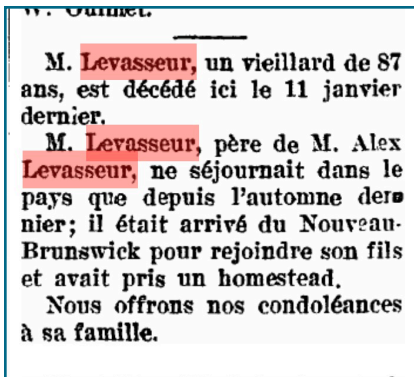 W. Ouimet.
M. Levasseur, un vieillard de 87
ans, est décédé ici le 11 janvier
dernier.
M. Levasseur, père de M. Alex
Levasseur, ne séjournait dans le
pays que depuis l'automne der-
nier; il était arrivé du Nouveau-
Brunswick pour rejoindre son fils
et avait pris un homestead.
Nous offrons nos condoléances
à sa famille.